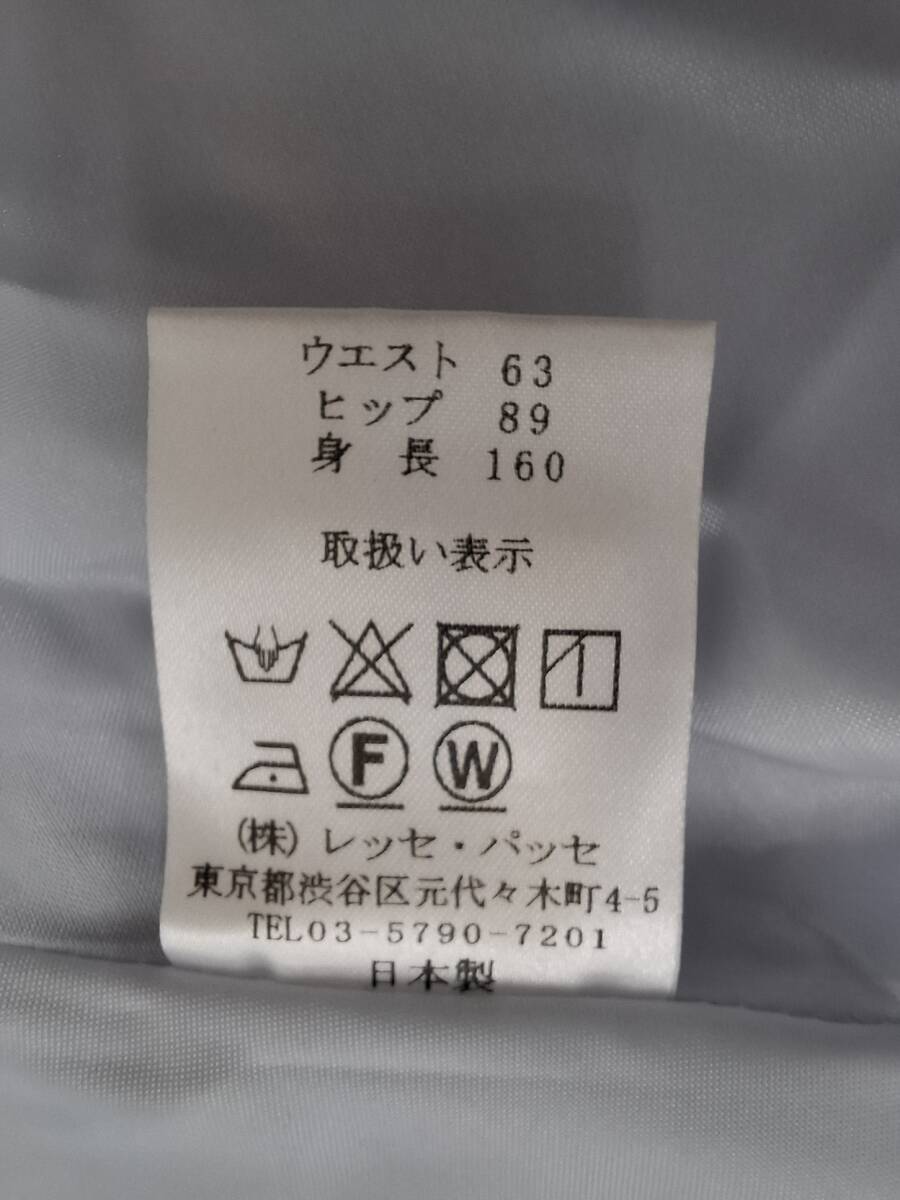 ウエスト 63
ヒップ 89
身長 160
取扱い表示
F W
(株)レッセ・パッセ
東京都渋谷区元代々木町4-5
TEL03-5790-7201
日本製